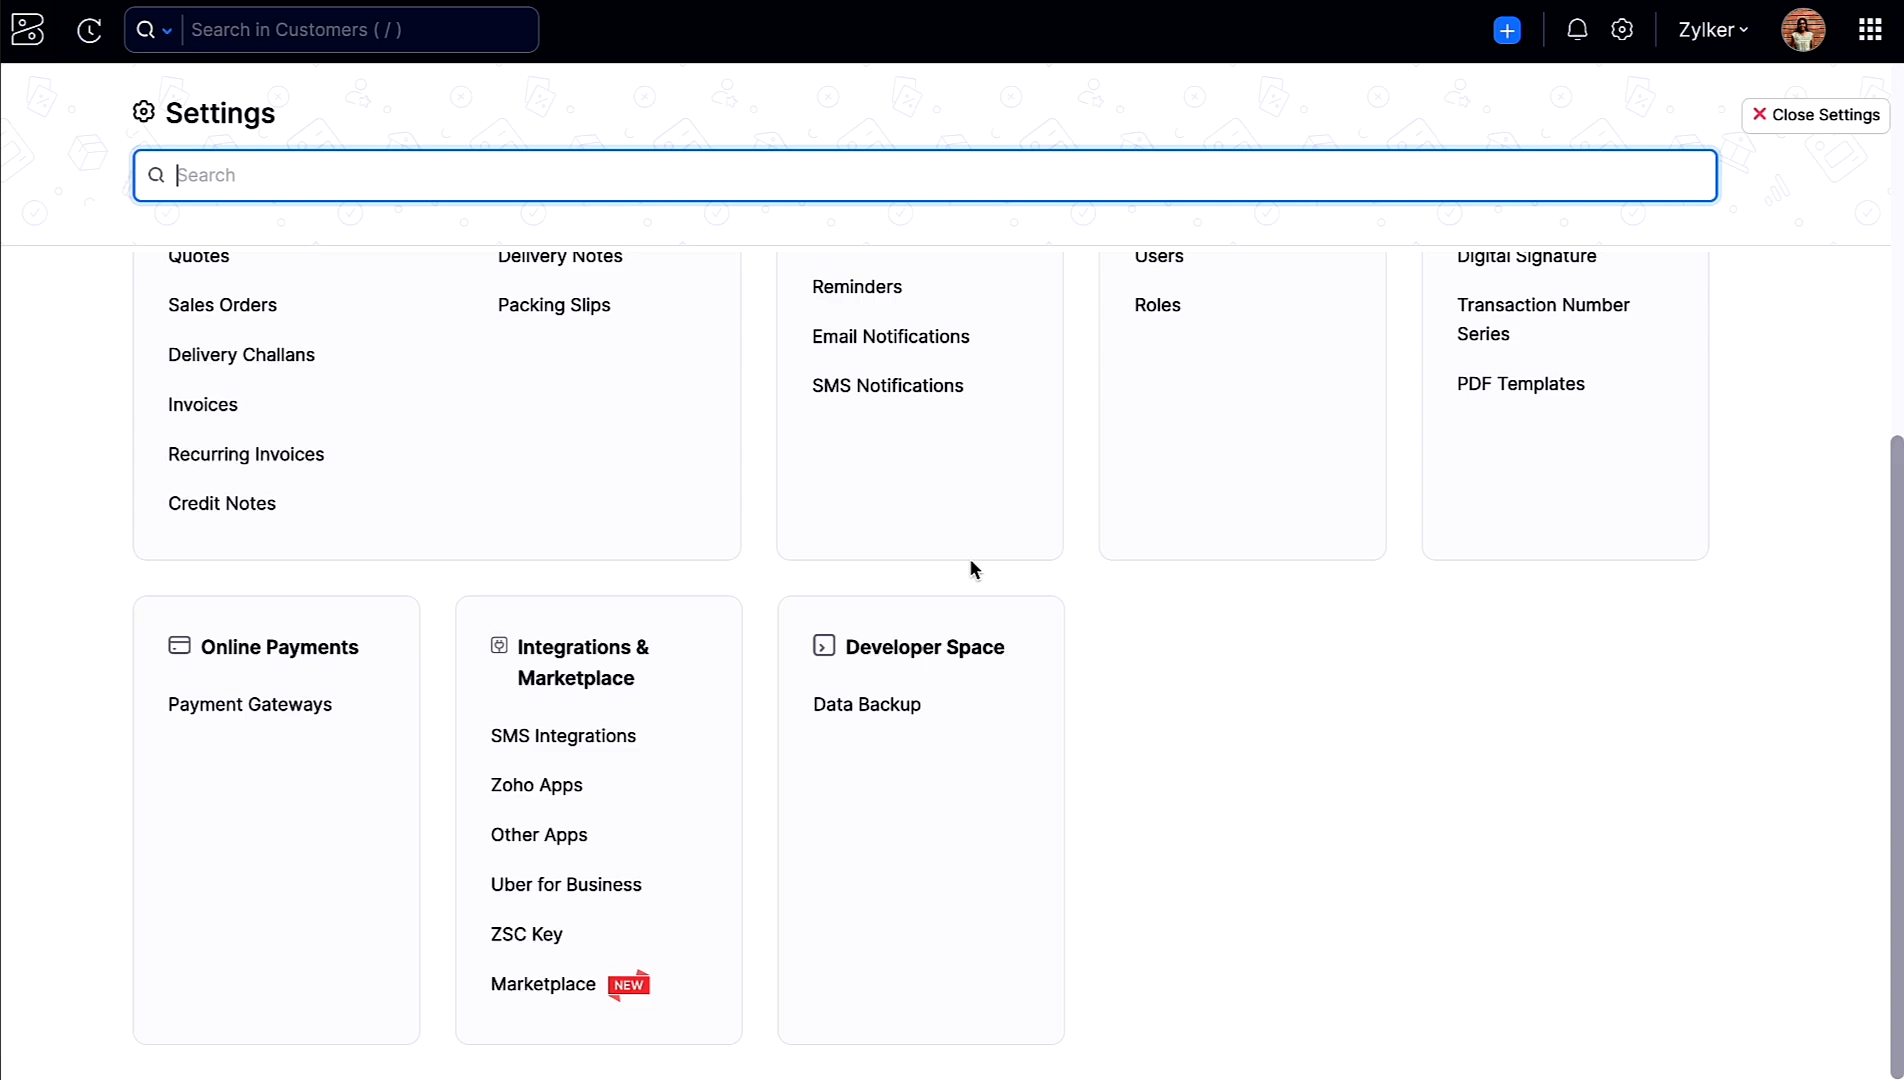 Search in Customers ( / )
Zylker
Settings
Close Settings
Search
Quotes
Sales Orders
Delivery Challans
Invoices
Recurring Invoices
Credit Notes
Delivery Notes
Packing Slips
Reminders
Email Notifications
SMS Notifications
Users
Roles
Digital Signature
Transaction Number
Series
PDF Templates
Online Payments
Payment Gateways
Integrations &
Marketplace
SMS Integrations
Zoho Apps
Other Apps
Uber for Business
ZSC Key
Marketplace NEW
Developer Space
Data Backup